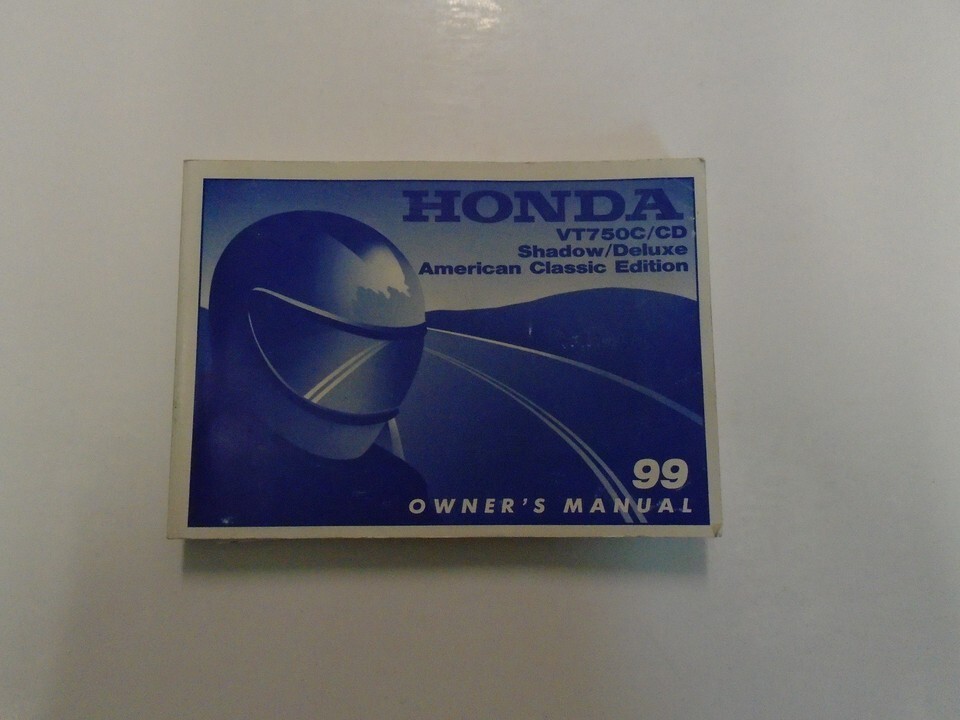 HONDA
VT750C/CD
Shadow/Deluxe
American Classic Edition
99
OWNER'S MANUAL